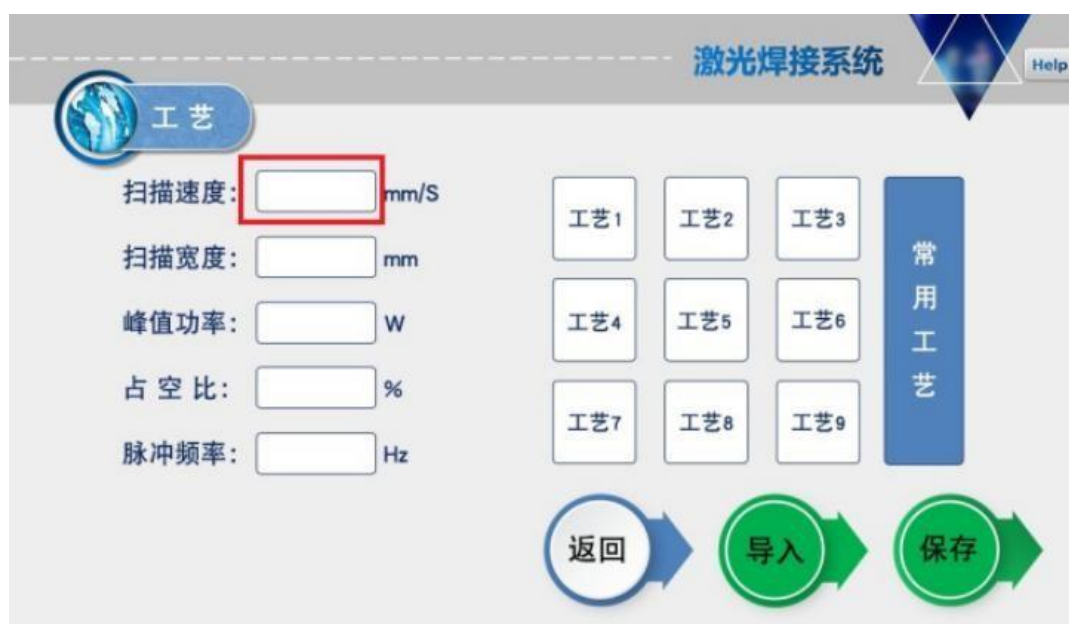 激光焊接系统
Help
工艺
扫描速度: mm/S
扫描宽度: mm
峰值功率: W
占空比: %
脉冲频率: Hz
工艺1 工艺2 工艺3
工艺4 工艺5 工艺6
工艺7 工艺8 工艺9
常用工艺
返回 导入 保存